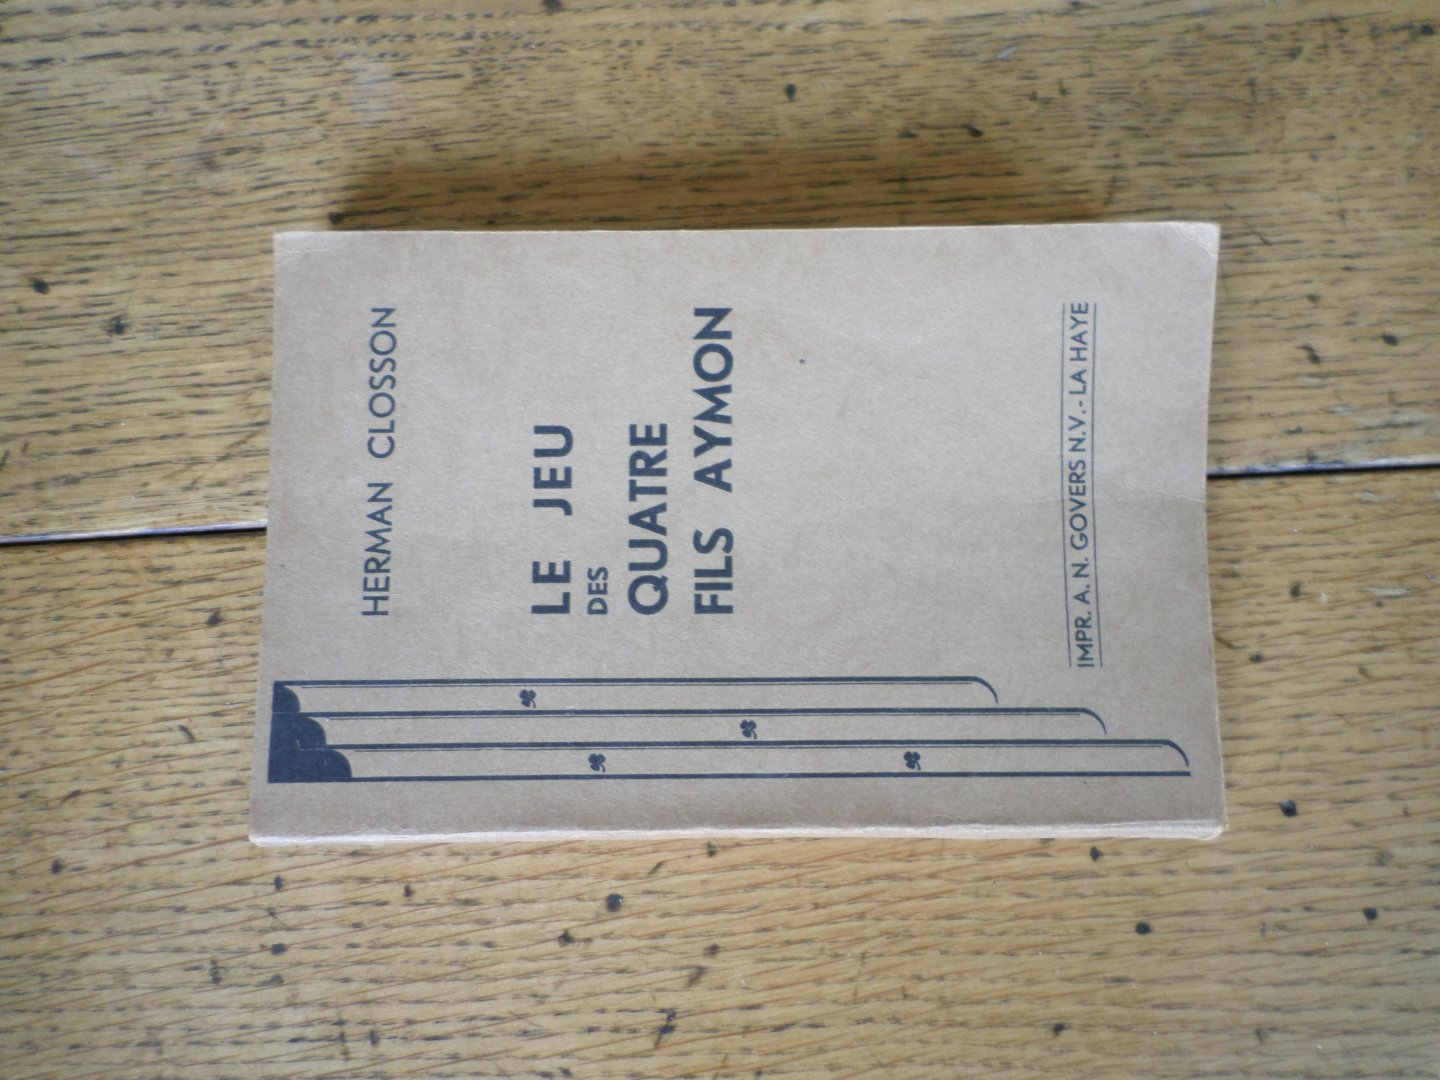 HERMAN CLOSSON
LE JEU
DES
QUATRE
FILS AYMON
IMPR. A. N. GOVERS N.V. - LA HAYE